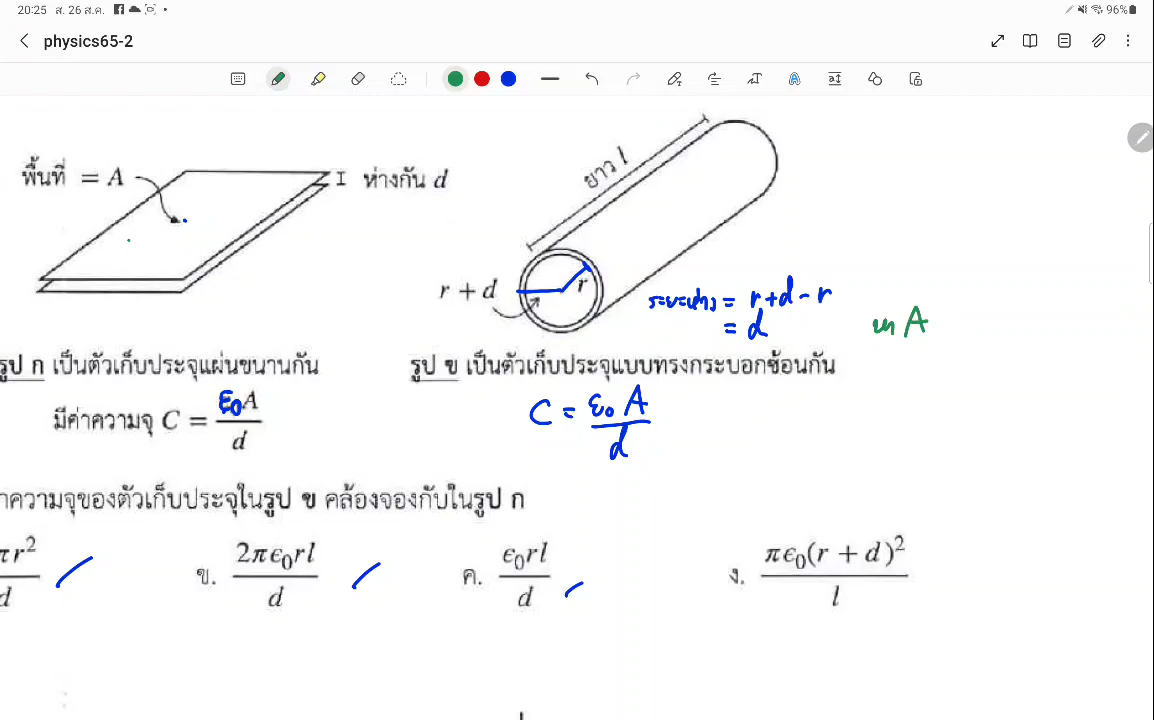 20:25 ส. 26 ส.ค.
96%
physics65-2
พื้นที่ = A
ห่างกัน d
ยาว l
r + d
r
ระยะห่าง = r+d-r
= d
หา A
รูป ก เป็นตัวเก็บประจุแผ่นขนานกัน
รูป ข เป็นตัวเก็บประจุแบบทรงกระบอกซ้อนกัน
มีค่าความจุ C = ε₀A/d
C = ε₀A/d
าความจุของตัวเก็บประจุในรูป ข คล้องจองกับในรูป ก
πr²/d
ข. 2πϵ₀rl/d
ค. ϵ₀rl/d
ง. πϵ₀(r + d)²/l